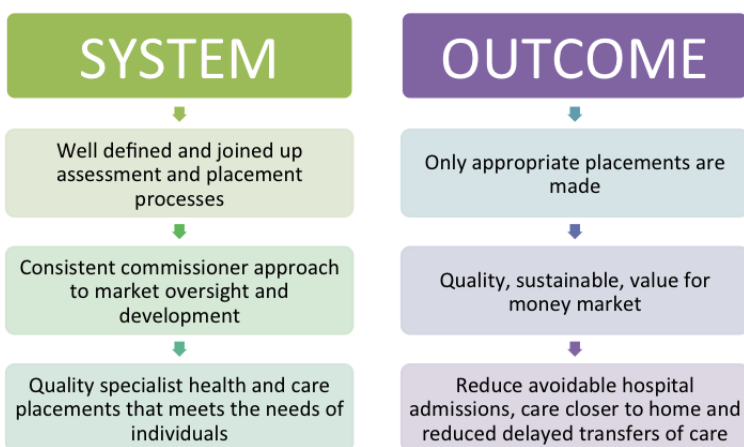 SYSTEM
Well defined and joined up
assessment and placement
processes
Consistent commissioner approach
to market oversight and
development
Quality specialist health and care
placements that meets the needs of
individuals
OUTCOME
Only appropriate placements are
made
Quality, sustainable, value for
money market
Reduce avoidable hospital
admissions, care closer to home and
reduced delayed transfers of care